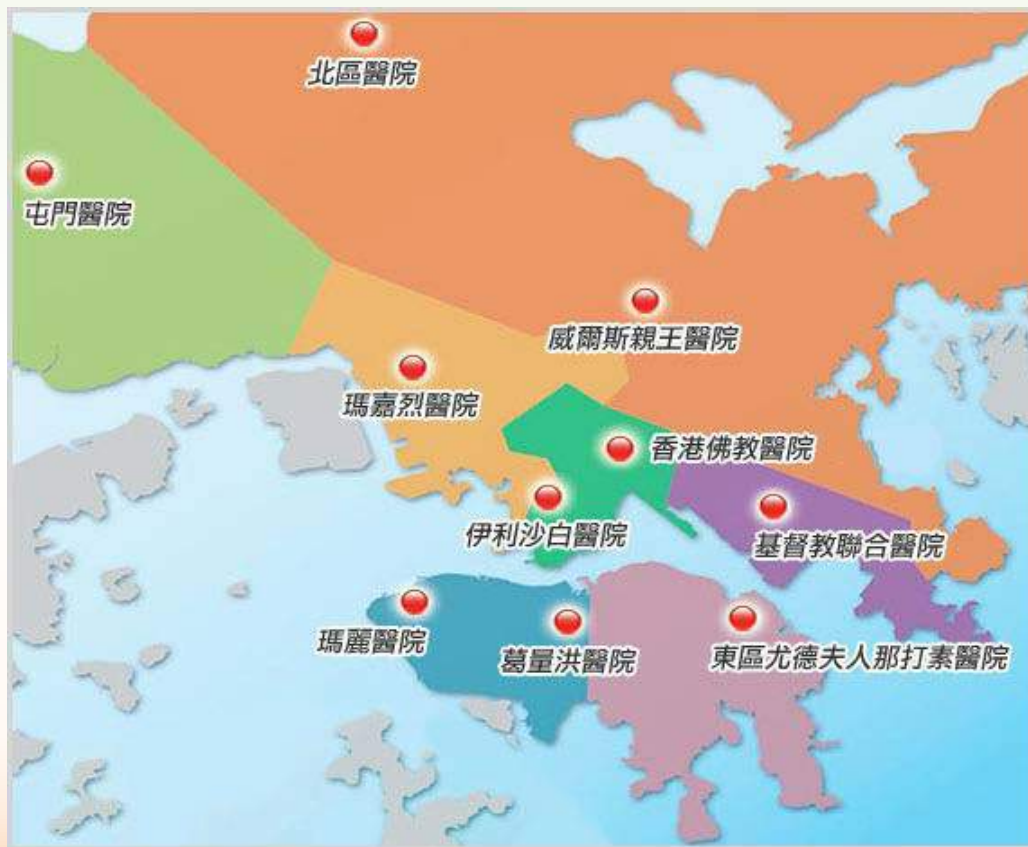 北區醫院
屯門醫院
威爾斯親王醫院
瑪嘉烈醫院
香港佛教醫院
伊利沙白醫院
基督教聯合醫院
瑪麗醫院
葛量洪醫院
東區尤德夫人那打素醫院